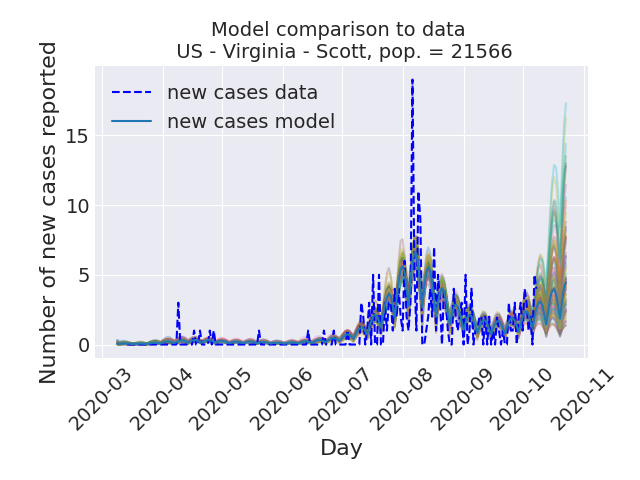 Model comparison to data
US - Virginia - Scott, pop. = 21566
Number of new cases reported
new cases data
new cases model
15
10
5
0
2020-03
2020-04
2020-05
2020-06
2020-07
2020-08
2020-09
2020-10
2020-11
Day